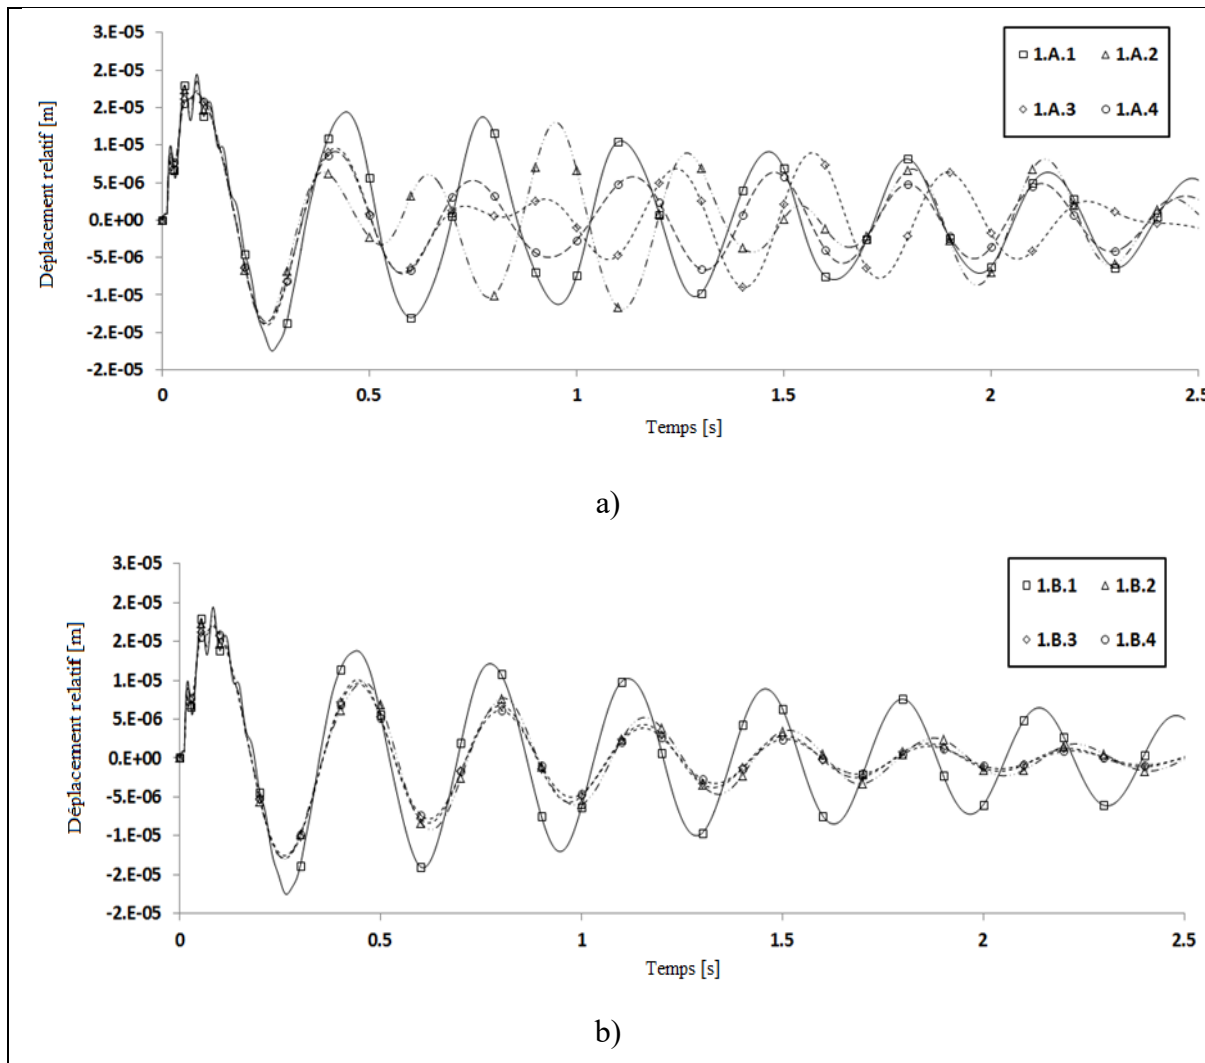 3.E-05
2.E-05
2.E-05
1.E-05
5.E-06
0.E+00
-5.E-06
-1.E-05
-2.E-05
-2.E-05
Déplacement relatif [m]
0 0.5 1 1.5 2 2.5
Temps [s]
1.A.1 1.A.2
1.A.3 1.A.4
a)
3.E-05
2.E-05
2.E-05
1.E-05
5.E-06
0.E+00
-5.E-06
-1.E-05
-2.E-05
-2.E-05
Déplacement relatif [m]
0 0.5 1 1.5 2 2.5
Temps [s]
1.B.1 1.B.2
1.B.3 1.B.4
b)